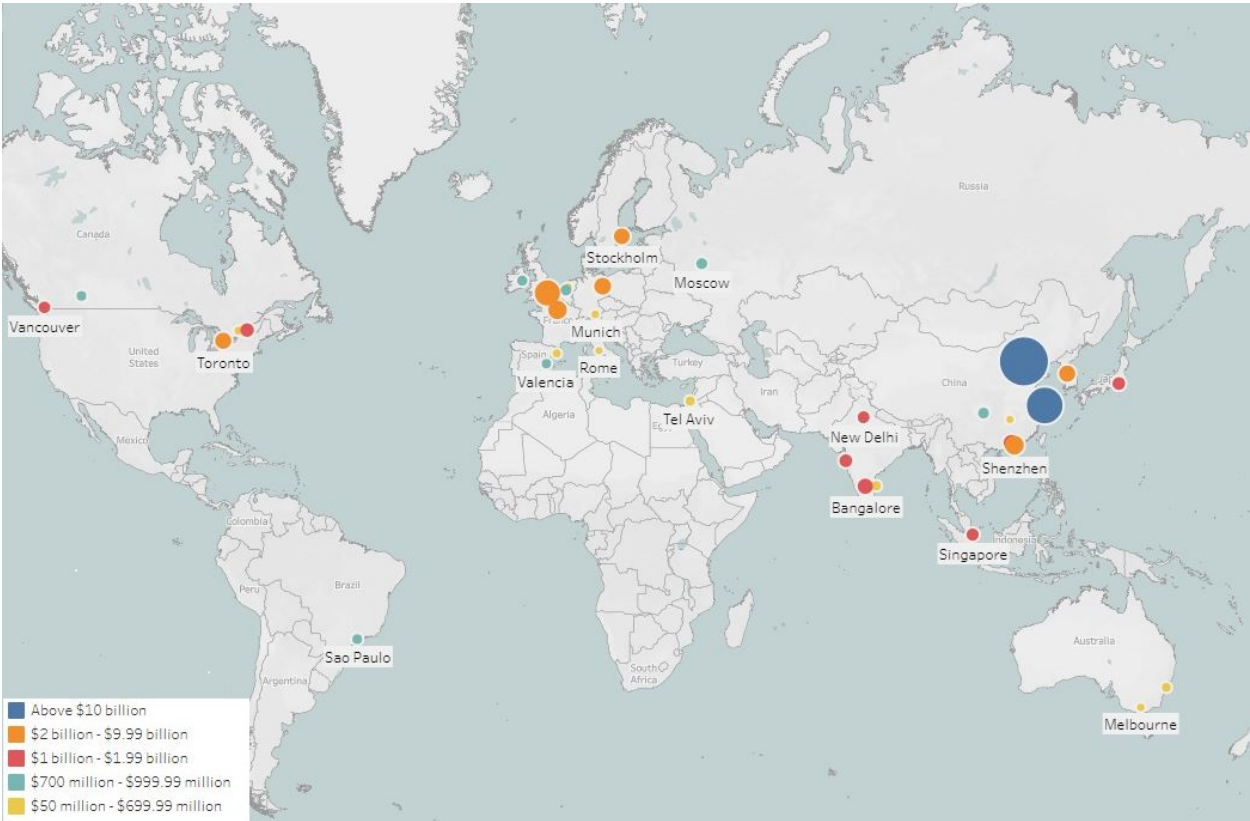 Russia
Canada
Stockholm
Moscow
Vancouver
United
States
Toronto
France
Munich
Spain
Rome
Turkey
Valencia
China
Iran
Algeria
Tel Aviv
Mexico
New Delhi
Shenzhen
Bangalore
Colombia
Singapore
Indonesia
Peru
Brazil
Australia
Sao Paulo
South
Africa
Argentina
Melbourne
Above $10 billion
$2 billion - $9.99 billion
$1 billion - $1.99 billion
$700 million - $999.99 million
$50 million - $699.99 million